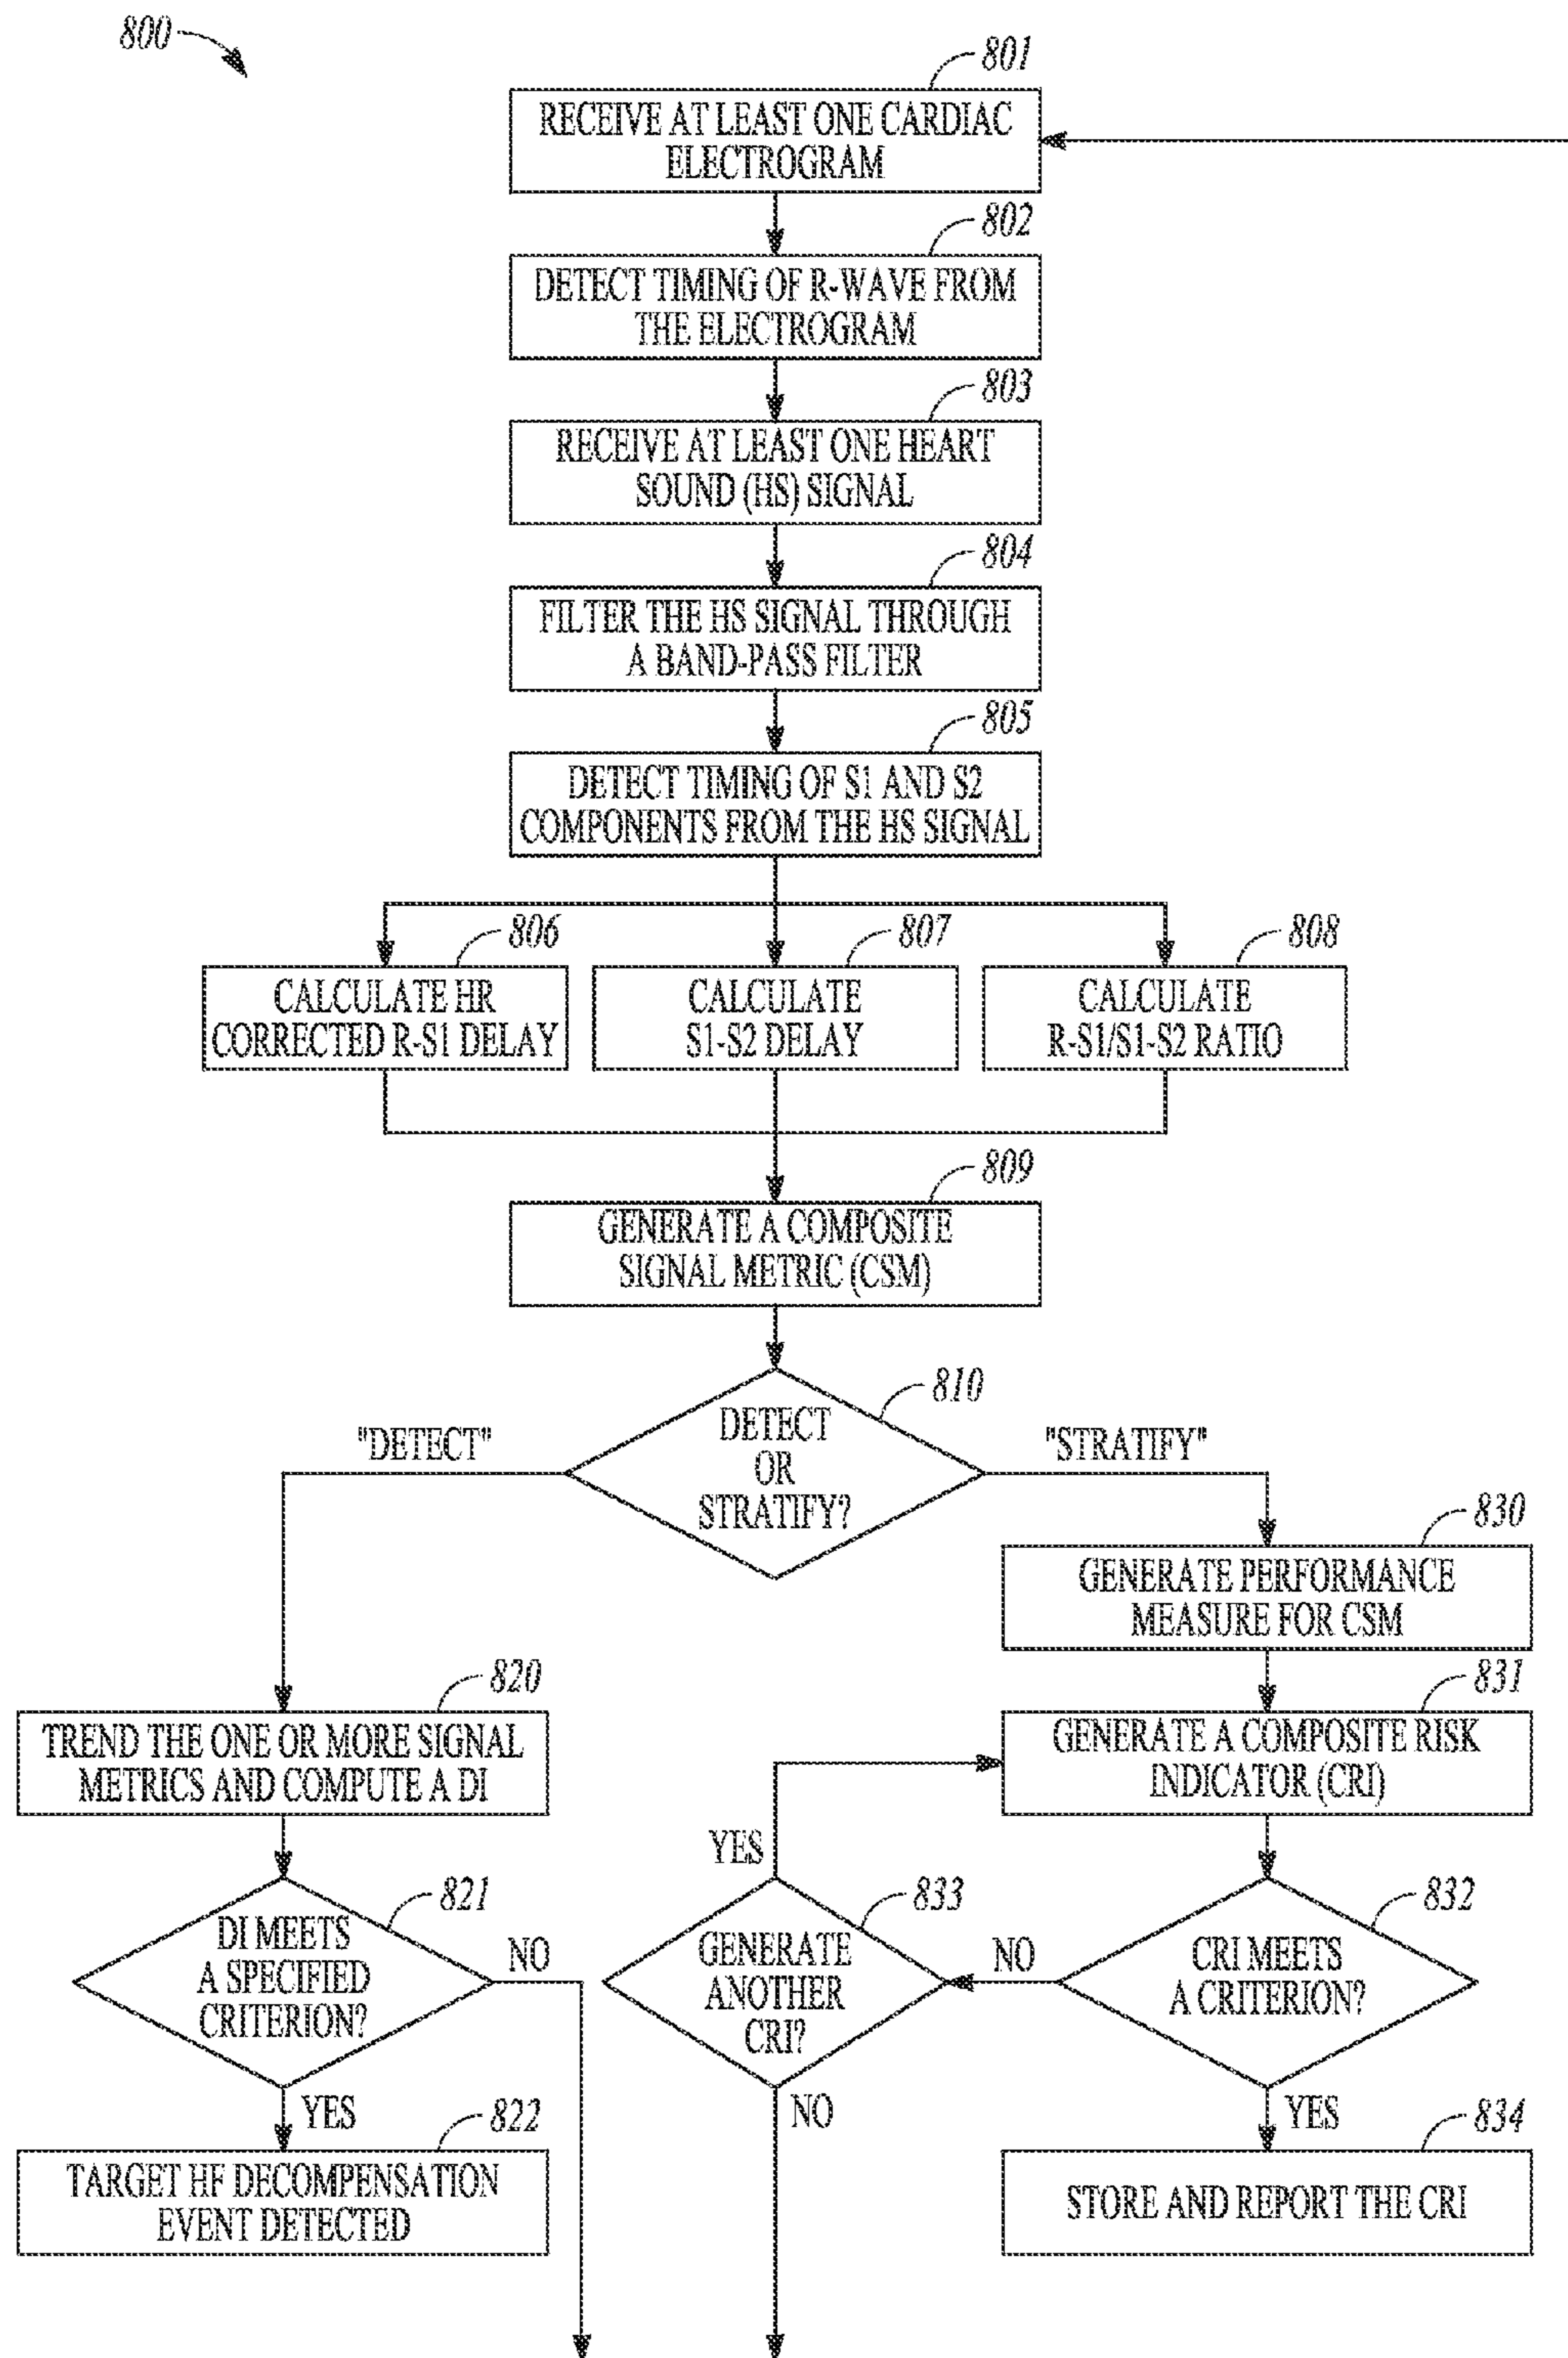 800
801
RECEIVE AT LEAST ONE CARDIAC
ELECTROGRAM
802
DETECT TIMING OF R-WAVE FROM
THE ELECTROGRAM
803
RECEIVE AT LEAST ONE HEART
SOUND (HS) SIGNAL
804
FILTER THE HS SIGNAL THROUGH
A BAND-PASS FILTER
805
DETECT TIMING OF S1 AND S2
COMPONENTS FROM THE HS SIGNAL
806
CALCULATE HR
CORRECTED R-S1 DELAY
807
CALCULATE
S1-S2 DELAY
808
CALCULATE
R-S1/S1-S2 RATIO
809
GENERATE A COMPOSITE
SIGNAL METRIC (CSM)
810
DETECT
OR
STRATIFY?
"DETECT"
"STRATIFY"
830
GENERATE PERFORMANCE
MEASURE FOR CSM
820
TREND THE ONE OR MORE SIGNAL
METRICS AND COMPUTE A DI
831
GENERATE A COMPOSITE RISK
INDICATOR (CRI)
821
DI MEETS
A SPECIFIED
CRITERION?
NO
YES
833
GENERATE
ANOTHER
CRI?
NO
832
CRI MEETS
A CRITERION?
YES
822
TARGET HF DECOMPENSATION
EVENT DETECTED
NO
YES
834
STORE AND REPORT THE CRI